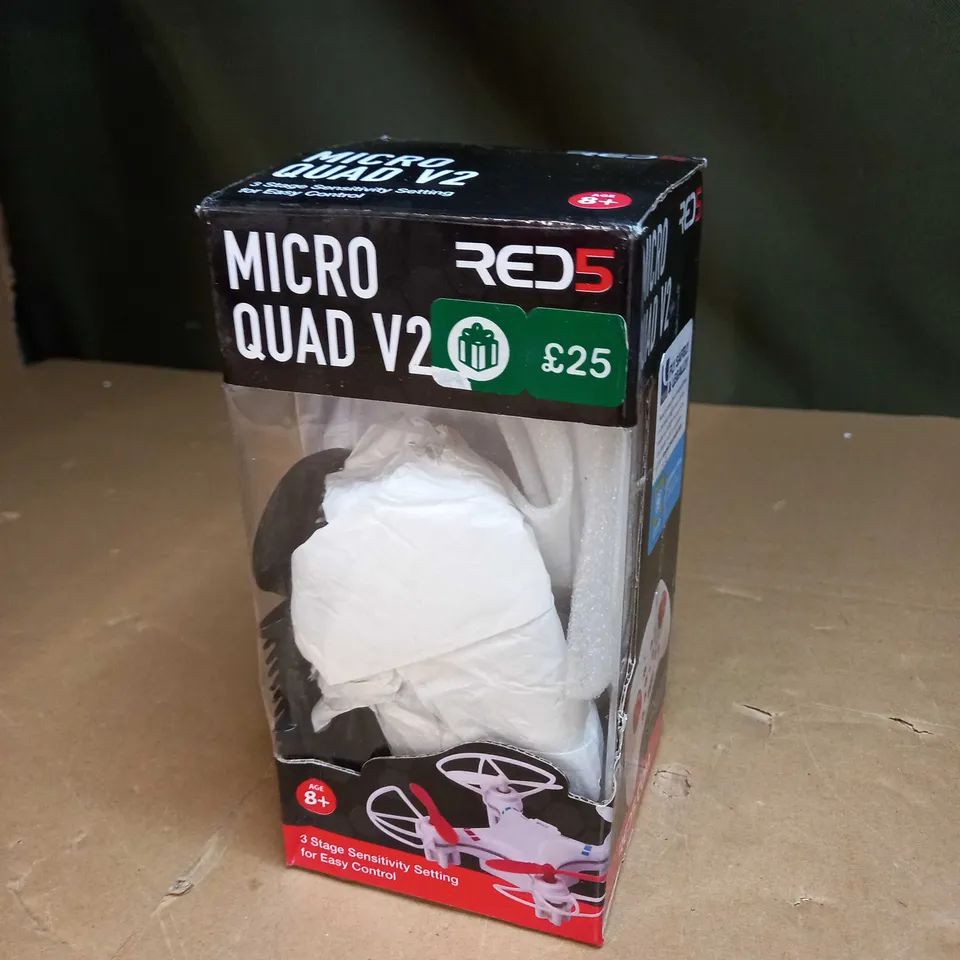 MICRO
QUAD V2
3 Stage Sensitivity Setting
for Easy Control
RED5
AGE
8+
RED5
MICRO
QUAD V2
MICRO
QUAD V2
RED5
£25
AGE
8+
3 Stage Sensitivity Setting
for Easy Control